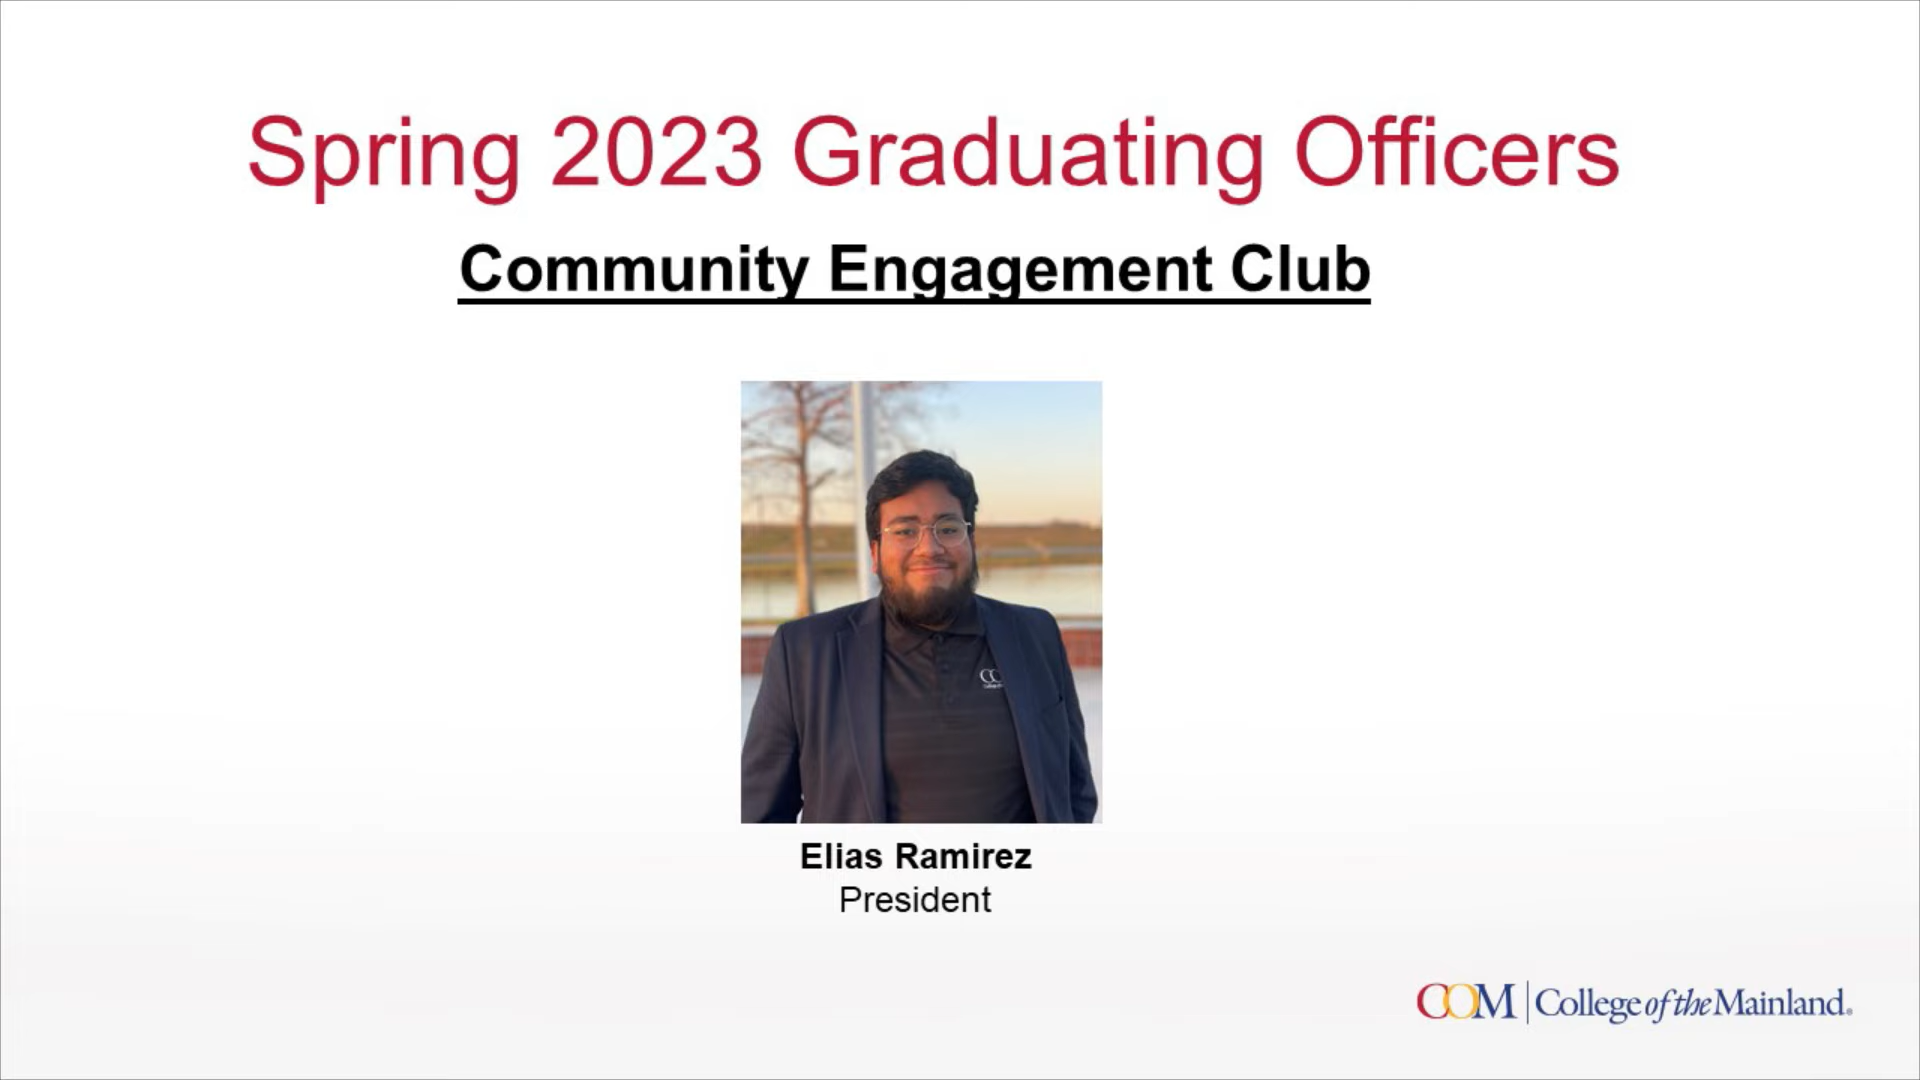 Spring 2023 Graduating Officers
Community Engagement Club
Elias Ramirez
President
COM | College of the Mainland.